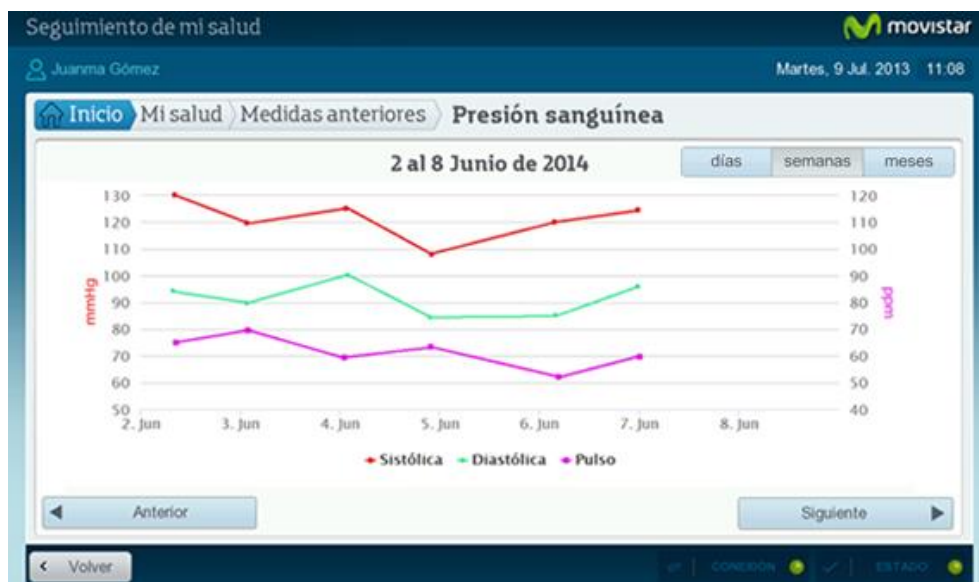 Seguimiento de mi salud
movistar
Juanma Gómez
Martes, 9 Jul. 2013 11:08
Inicio Mi salud Medidas anteriores Presión sanguínea
2 al 8 Junio de 2014
días semanas meses
130 120
120 110
110 100
100 90
90 80
80 70
70 60
60 50
50 40
mmHg
ppm
2. Jun 3. Jun 4. Jun 5. Jun 6. Jun 7. Jun 8. Jun
Sistólica Diastólica Pulso
Anterior Siguiente
Volver
CONEXIÓN ESTADO